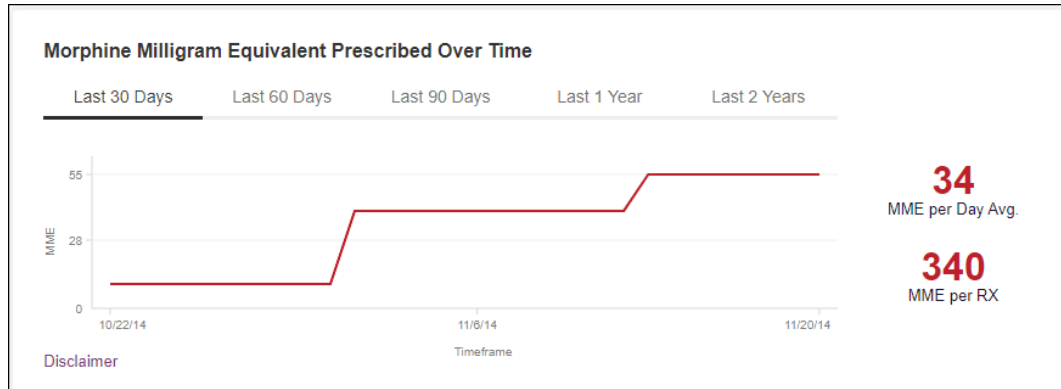 Morphine Milligram Equivalent Prescribed Over Time
Last 30 Days Last 60 Days Last 90 Days Last 1 Year Last 2 Years
55
28
0
MME
10/22/14 11/6/14 11/20/14
Timeframe
34
MME per Day Avg.
340
MME per RX
Disclaimer